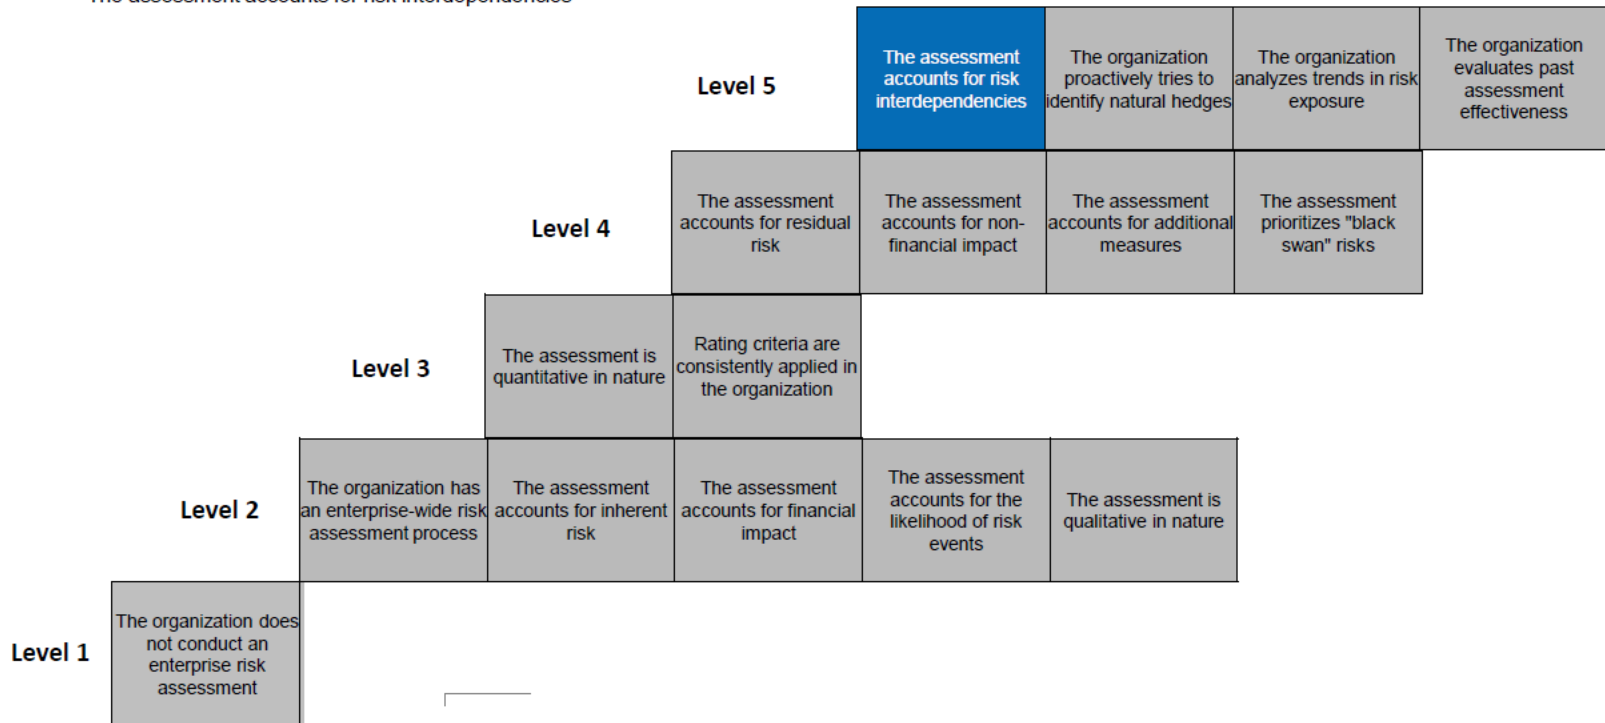 The assessment accounts for risk interdependencies
Level 5
The assessment
accounts for risk
interdependencies
The organization
proactively tries to
identify natural hedges
The organization
analyzes trends in risk
exposure
The organization
evaluates past
assessment
effectiveness
Level 4
The assessment
accounts for residual
risk
The assessment
accounts for non-
financial impact
The assessment
accounts for additional
measures
The assessment
prioritizes "black
swan" risks
Level 3
The assessment is
quantitative in nature
Rating criteria are
consistently applied in
the organization
Level 2
The organization has
an enterprise-wide risk
assessment process
The assessment
accounts for inherent
risk
The assessment
accounts for financial
impact
The assessment
accounts for the
likelihood of risk
events
The assessment is
qualitative in nature
Level 1
The organization does
not conduct an
enterprise risk
assessment